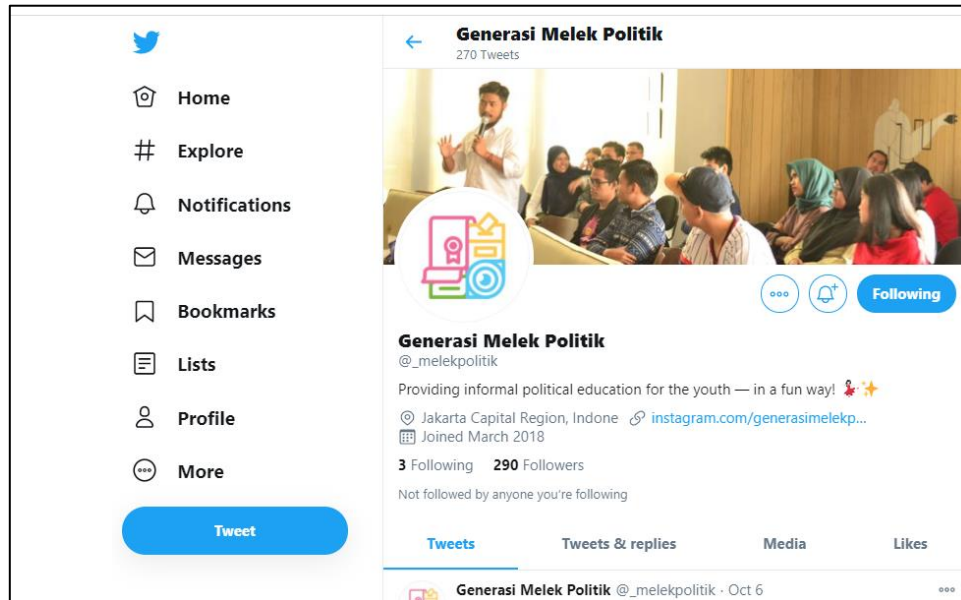 Generasi Melek Politik
270 Tweets
Home
Explore
Notifications
Messages
Bookmarks
Lists
Profile
More
Tweet
Following
Generasi Melek Politik
@_melekpolitik
Providing informal political education for the youth — in a fun way! 💃🏻✨
Jakarta Capital Region, Indone instagram.com/generasimelekp...
Joined March 2018
3 Following 290 Followers
Not followed by anyone you're following
Tweets Tweets & replies Media Likes
Generasi Melek Politik @_melekpolitik · Oct 6